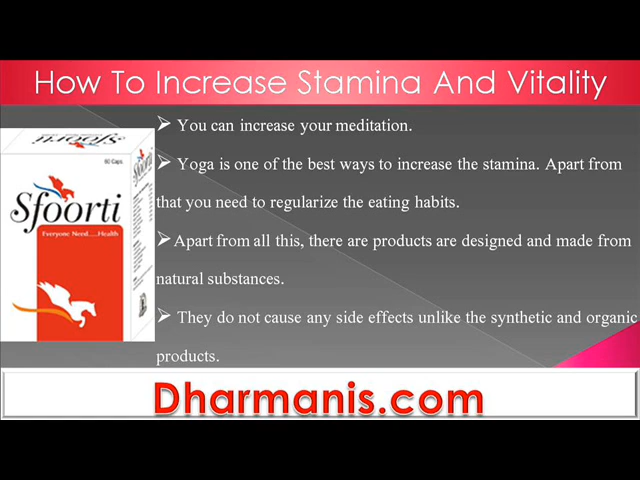 How To Increase Stamina And Vitality
You can increase your meditation.
Yoga is one of the best ways to increase the stamina. Apart from
that you need to regularize the eating habits.
Apart from all this, there are products are designed and made from
natural substances.
They do not cause any side effects unlike the synthetic and organic
products.
Sfoorti
60 Caps
Sfoorti
Sfoorti
Everyone Need.....Health
Dharmanis.com